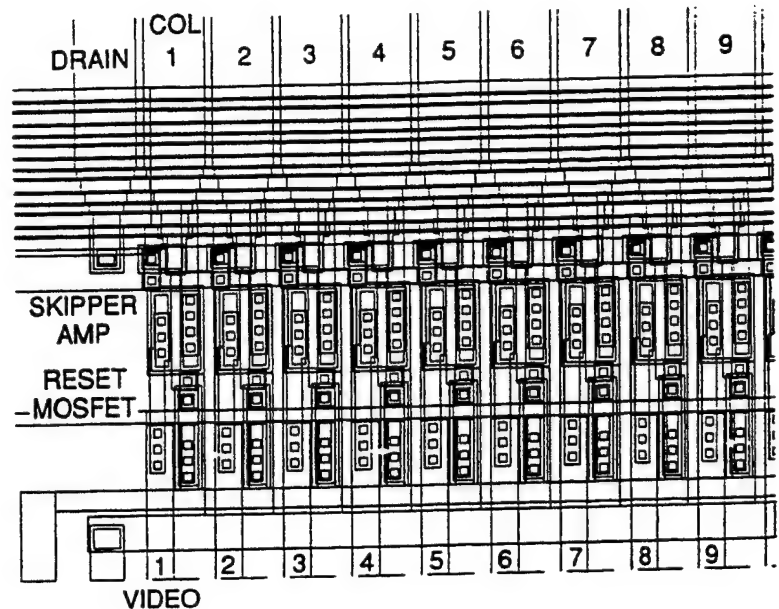 COL
DRAIN 1 2 3 4 5 6 7 8 9
SKIPPER
AMP
RESET
MOSFET
1 2 3 4 5 6 7 8 9
VIDEO